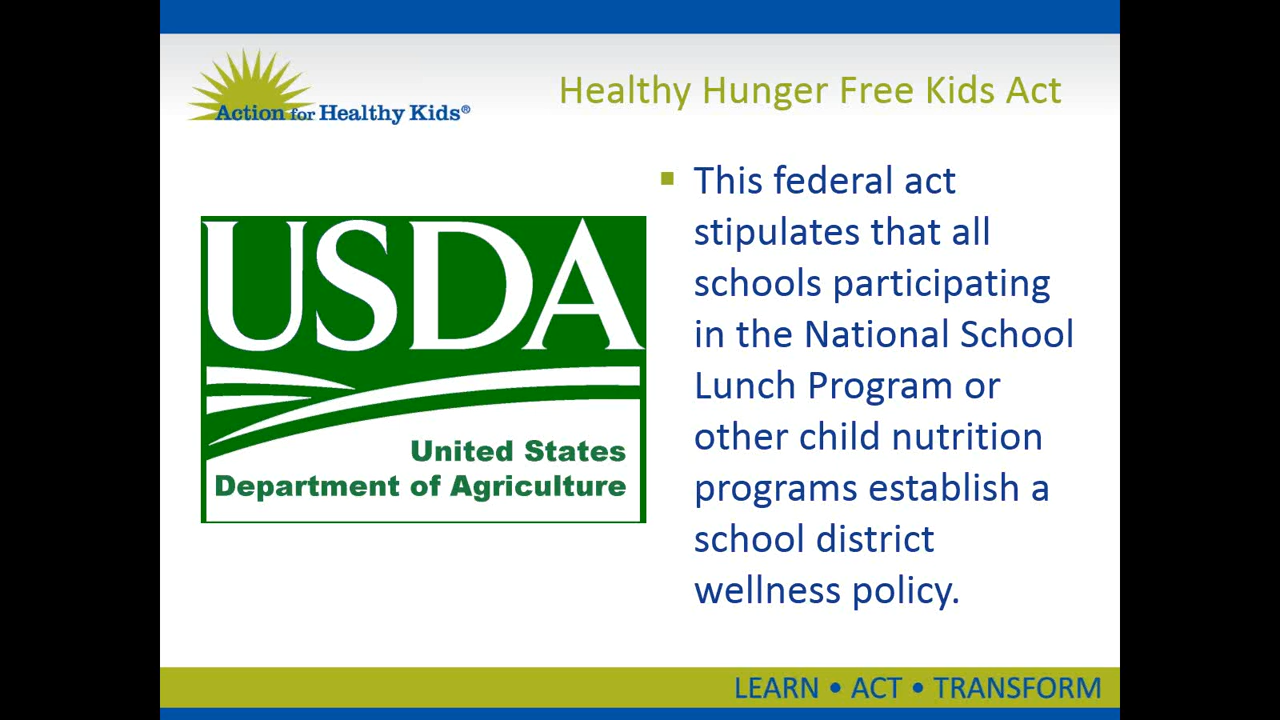 Action for Healthy Kids®
Healthy Hunger Free Kids Act
USDA
United States
Department of Agriculture
▪ This federal act
stipulates that all
schools participating
in the National School
Lunch Program or
other child nutrition
programs establish a
school district
wellness policy.
LEARN • ACT • TRANSFORM